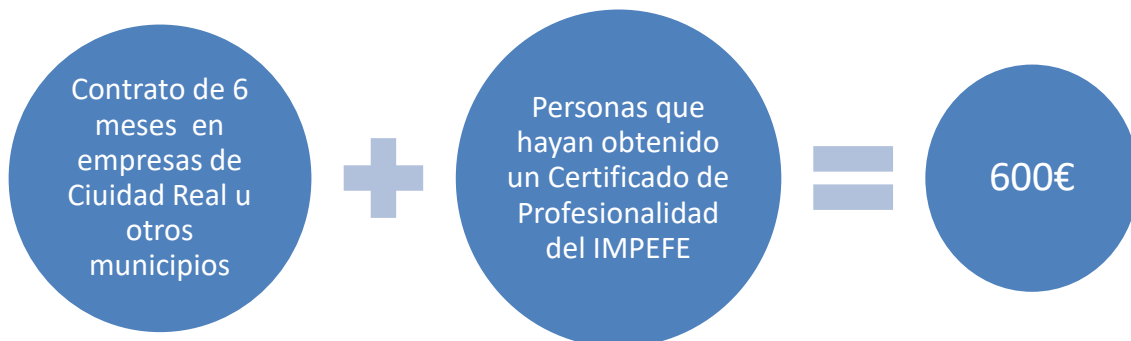 Contrato de 6
meses en
empresas de
Ciuidad Real u
otros
municipios
Personas que
hayan obtenido
un Certificado de
Profesionalidad
del IMPEFE
600€